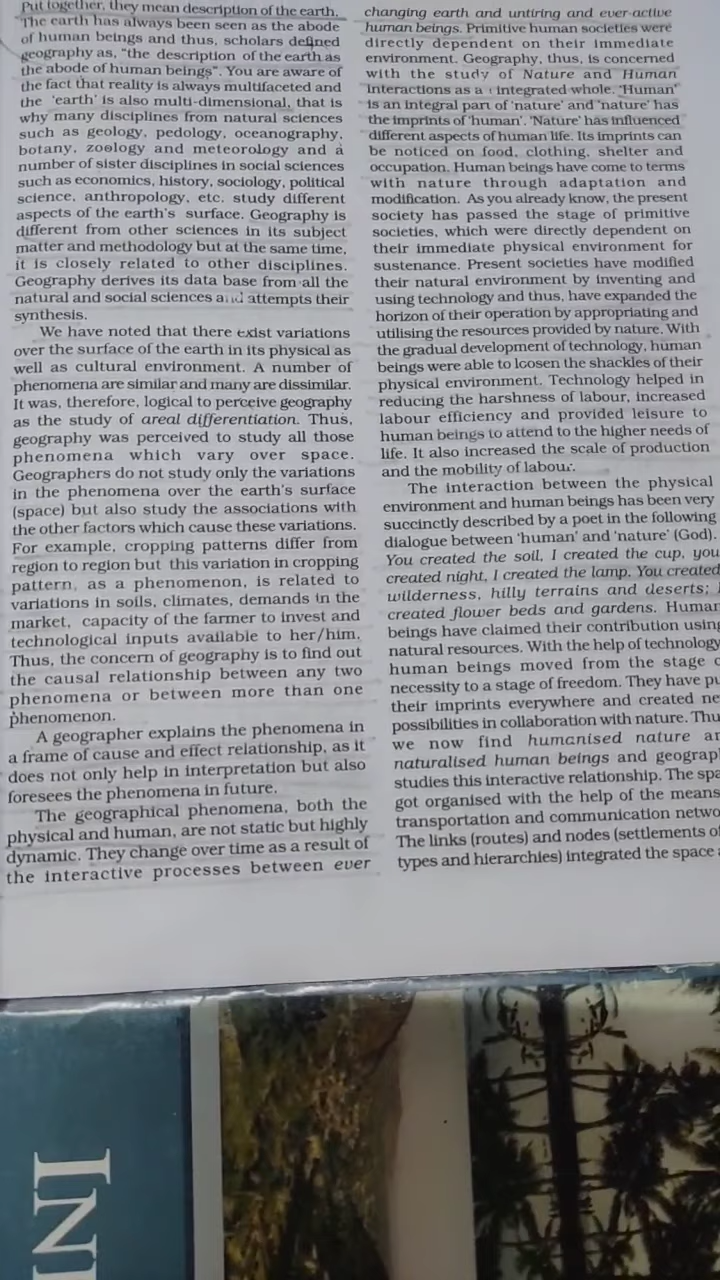 Put together, they mean description of the earth.
The earth has always been seen as the abode
of human beings and thus, scholars defined
geography as, "the description of the earth as
the abode of human beings". You are aware of
the fact that reality is always multifaceted and
the 'earth' is also multi-dimensional, that is
why many disciplines from natural sciences
such as geology, pedology, oceanography,
botany, zoology and meteorology and a
number of sister disciplines in social sciences
such as economics, history, sociology, political
science, anthropology, etc. study different
aspects of the earth's surface. Geography is
different from other sciences in its subject
matter and methodology but at the same time,
it is closely related to other disciplines.
Geography derives its data base from all the
natural and social sciences and attempts their
synthesis.
We have noted that there exist variations
over the surface of the earth in its physical as
well as cultural environment. A number of
phenomena are similar and many are dissimilar.
It was, therefore, logical to perceive geography
as the study of areal differentiation. Thus,
geography was perceived to study all those
phenomena which vary over space.
Geographers do not study only the variations
in the phenomena over the earth's surface
(space) but also study the associations with
the other factors which cause these variations.
For example, cropping patterns differ from
region to region but this variation in cropping
pattern, as a phenomenon, is related to
variations in soils, climates, demands in the
market, capacity of the farmer to invest and
technological inputs available to her/him.
Thus, the concern of geography is to find out
the causal relationship between any two
phenomena or between more than one
phenomenon.
A geographer explains the phenomena in
a frame of cause and effect relationship, as it
does not only help in interpretation but also
foresees the phenomena in future.
The geographical phenomena, both the
physical and human, are not static but highly
dynamic. They change over time as a result of
the interactive processes between ever
changing earth and untiring and ever-active
human beings. Primitive human societies were
directly dependent on their immediate
environment. Geography, thus, is concerned
with the study of Nature and Human
interactions as a integrated whole. 'Human'
is an integral part of 'nature' and 'nature' has
the imprints of 'human'. 'Nature' has influenced
different aspects of human life. Its imprints can
be noticed on food, clothing, shelter and
occupation. Human beings have come to terms
with nature through adaptation and
modification. As you already know, the present
society has passed the stage of primitive
societies, which were directly dependent on
their immediate physical environment for
sustenance. Present societies have modified
their natural environment by inventing and
using technology and thus, have expanded the
horizon of their operation by appropriating and
utilising the resources provided by nature. With
the gradual development of technology, human
beings were able to loosen the shackles of their
physical environment. Technology helped in
reducing the harshness of labour, increased
labour efficiency and provided leisure to
human beings to attend to the higher needs of
life. It also increased the scale of production
and the mobility of labour.
The interaction between the physical
environment and human beings has been very
succinctly described by a poet in the following
dialogue between 'human' and 'nature' (God).
You created the soil, I created the cup, you
created night, I created the lamp. You created
wilderness, hilly terrains and deserts;
created flower beds and gardens. Human
beings have claimed their contribution using
natural resources. With the help of technology
human beings moved from the stage
necessity to a stage of freedom. They have
their imprints everywhere and created
possibilities in collaboration with nature.
we now find humanised nature
naturalised human beings and
studies this interactive relationship. The
got organised with the help of the means
transportation and communication
The links (routes) and nodes (settlements
types and hierarchies) integrated the space
IN